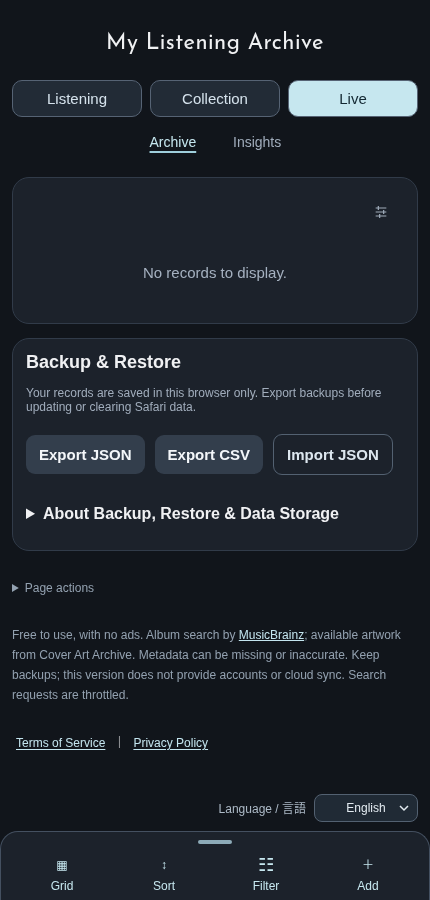 My Listening Archive
Listening
Collection
Live
Archive
Insights
No records to display.
Backup & Restore
Your records are saved in this browser only. Export backups before
updating or clearing Safari data.
Export JSON
Export CSV
Import JSON
About Backup, Restore & Data Storage
Page actions
Free to use, with no ads. Album search by MusicBrainz; available artwork
from Cover Art Archive. Metadata can be missing or inaccurate. Keep
backups; this version does not provide accounts or cloud sync. Search
requests are throttled.
Terms of Service
Privacy Policy
Language / 言語
English
Grid
Sort
Filter
Add